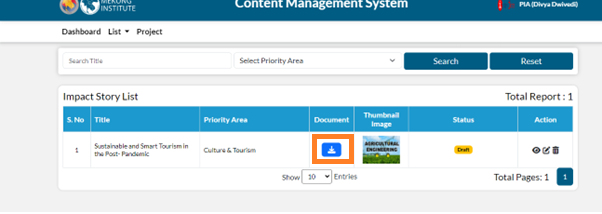 MEKONG
INSTITUTE
Content Management System
PIA (Divya Dwivedi)
Dashboard List Project
Search Title Select Priority Area Search Reset
Impact Story List Total Report : 1
S. No Title Priority Area Document Thumbnail Image Status Action
1 Sustainable and Smart Tourism in the Post- Pandemic Culture & Tourism AGRICULTURAL ENGINEERING Draft
Show 10 Entries Total Pages: 1 1